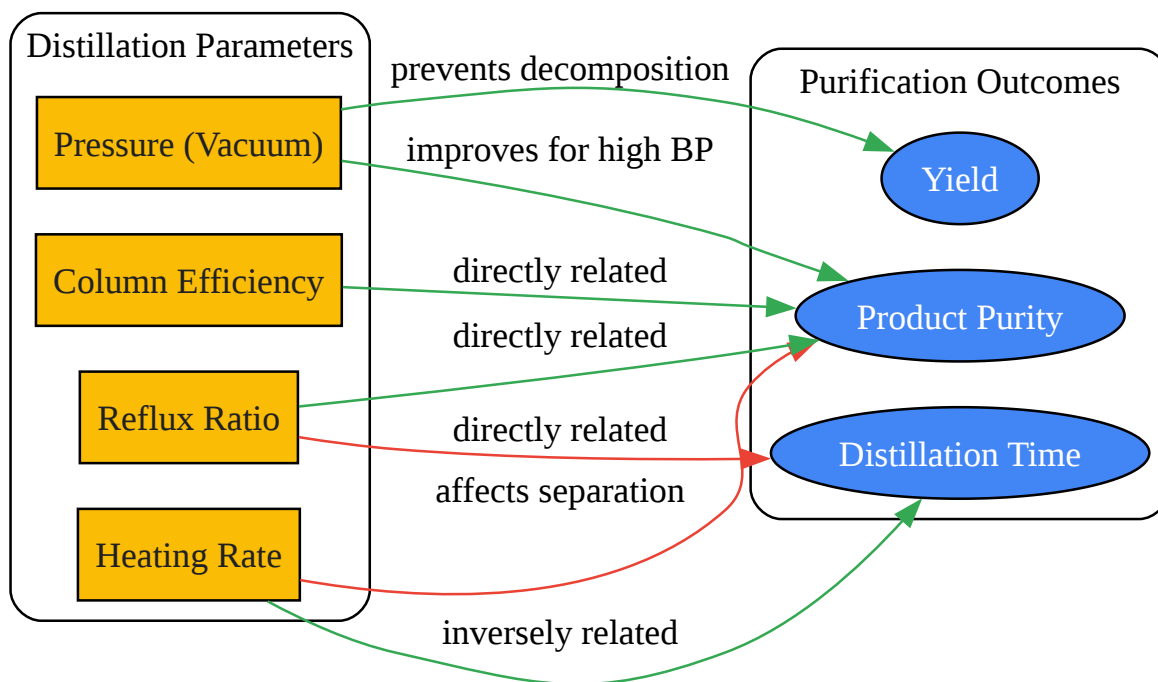 Distillation Parameters
Pressure (Vacuum)
Column Efficiency
Reflux Ratio
Heating Rate
prevents decomposition
improves for high BP
directly related
directly related
directly related
affects separation
inversely related
Purification Outcomes
Yield
Product Purity
Distillation Time